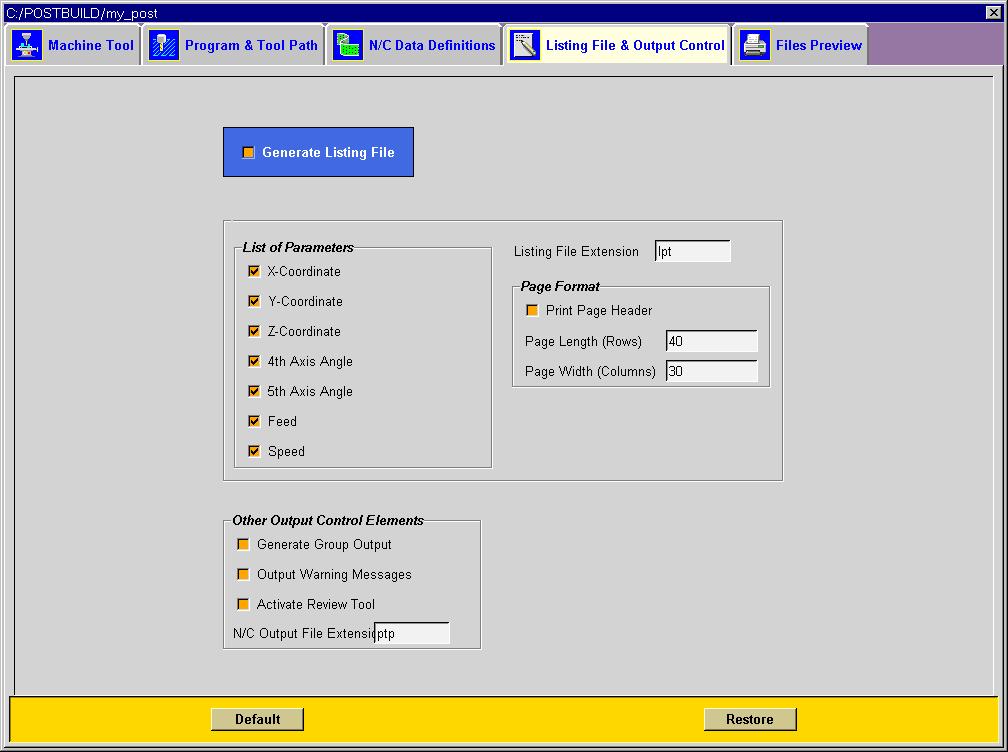 C:/POSTBUILD/my_post
Machine Tool
Program & Tool Path
N/C Data Definitions
Listing File & Output Control
Files Preview
Generate Listing File
List of Parameters
X-Coordinate
Y-Coordinate
Z-Coordinate
4th Axis Angle
5th Axis Angle
Feed
Speed
Listing File Extension lpt
Page Format
Print Page Header
Page Length (Rows) 40
Page Width (Columns) 30
Other Output Control Elements
Generate Group Output
Output Warning Messages
Activate Review Tool
N/C Output File Extensio ptp
Default
Restore